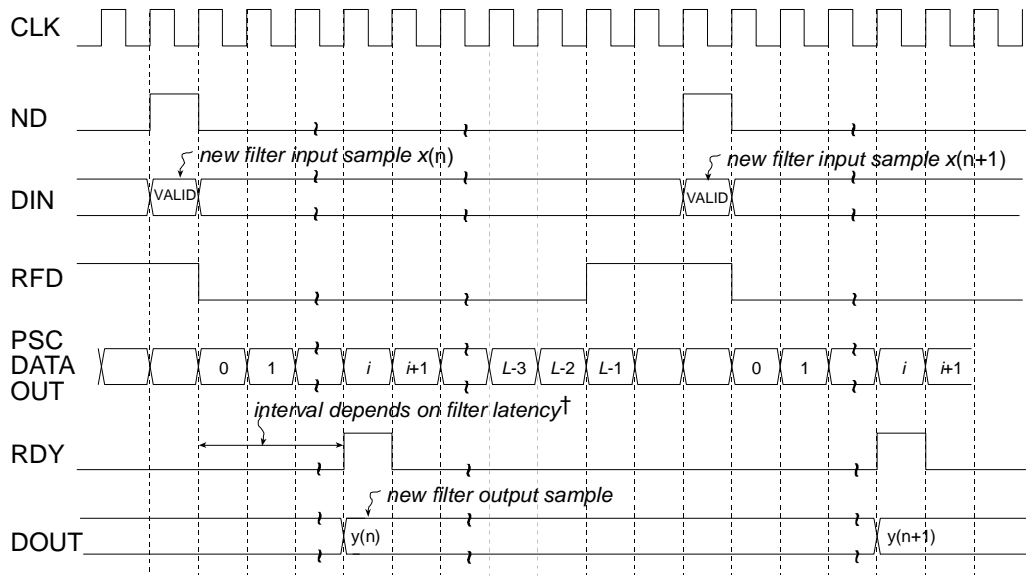 CLK
ND
new filter input sample x(n)
new filter input sample x(n+1)
DIN
VALID
VALID
RFD
PSC
DATA
OUT
0
1
i
i+1
L-3
L-2
L-1
0
1
i
i+1
interval depends on filter latency†
RDY
new filter output sample
DOUT
y(n)
y(n+1)